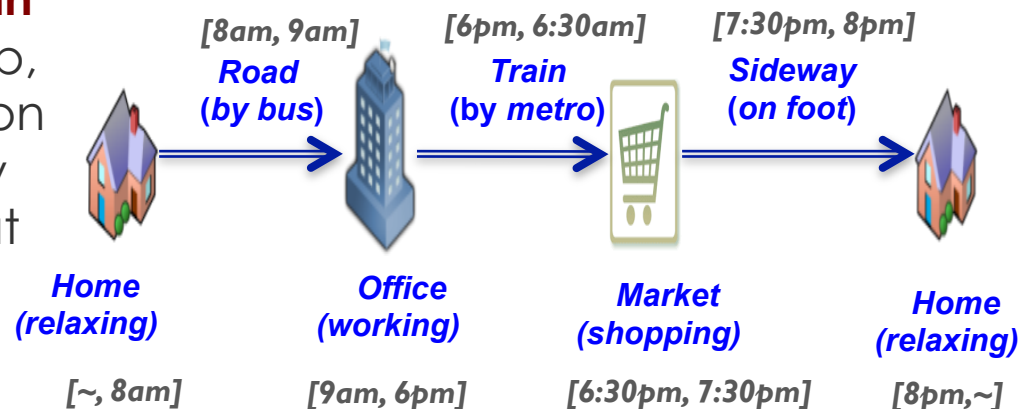 [8am, 9am]
Road
(by bus)
[6pm, 6:30am]
Train
(by metro)
[7:30pm, 8pm]
Sideway
(on foot)
Home
(relaxing)
Office
(working)
Market
(shopping)
Home
(relaxing)
[~, 8am]
[9am, 6pm]
[6:30pm, 7:30pm]
[8pm,~]